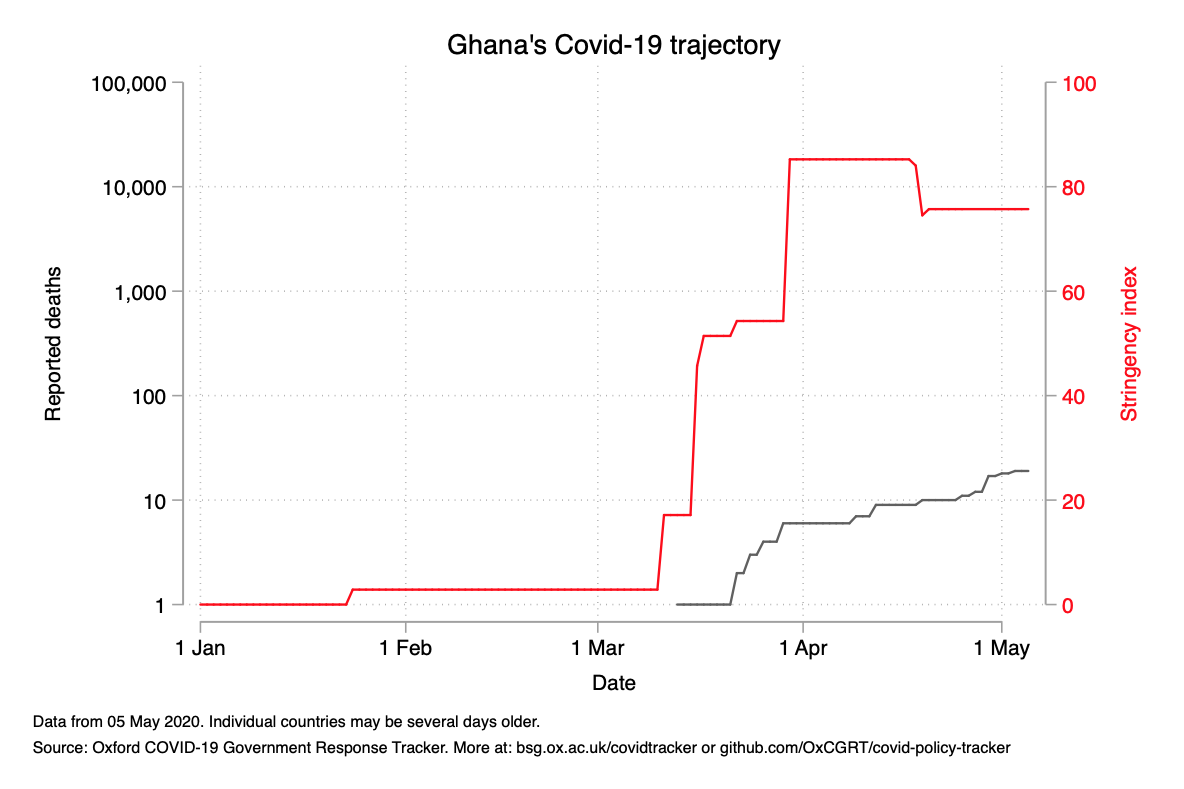 Ghana's Covid-19 trajectory
100,000
10,000
1,000
100
10
1
Reported deaths
100
80
60
40
20
0
Stringency index
1 Jan
1 Feb
1 Mar
1 Apr
1 May
Date
Data from 05 May 2020. Individual countries may be several days older.
Source: Oxford COVID-19 Government Response Tracker. More at: bsg.ox.ac.uk/covidtracker or github.com/OxCGRT/covid-policy-tracker